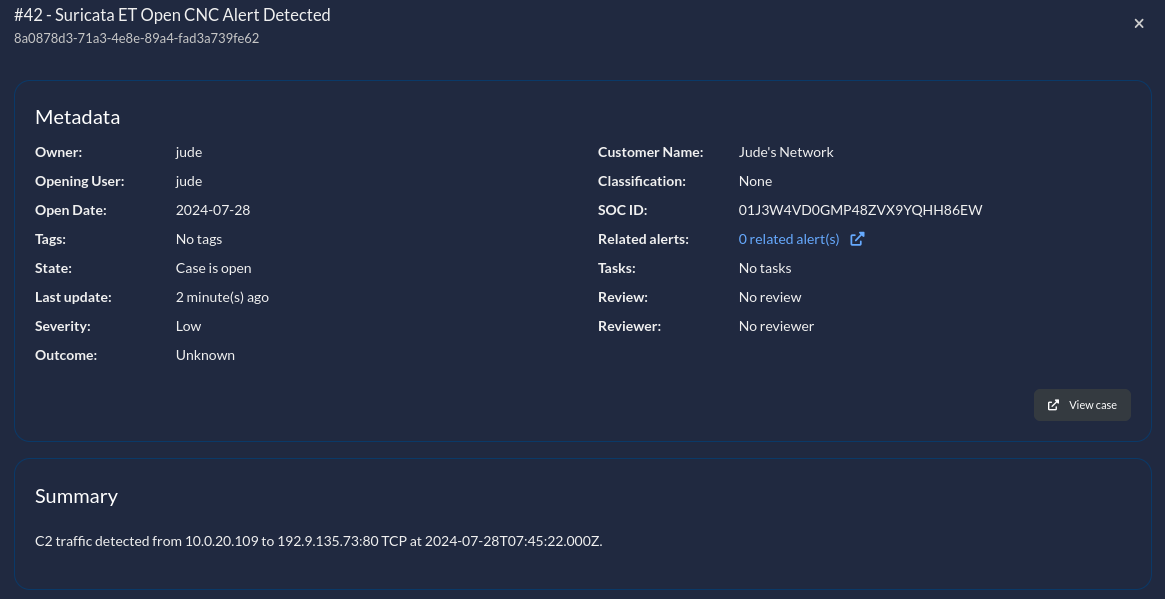 #42 - Suricata ET Open CNC Alert Detected
8a0878d3-71a3-4e8e-89a4-fad3a739fe62
Metadata
Owner: jude
Opening User: jude
Open Date: 2024-07-28
Tags: No tags
State: Case is open
Last update: 2 minute(s) ago
Severity: Low
Outcome: Unknown
Customer Name: Jude's Network
Classification: None
SOC ID: 01J3W4VD0GMP48ZVX9YQHH86EW
Related alerts: 0 related alert(s)
Tasks: No tasks
Review: No review
Reviewer: No reviewer
View case
Summary
C2 traffic detected from 10.0.20.109 to 192.9.135.73:80 TCP at 2024-07-28T07:45:22.000Z.